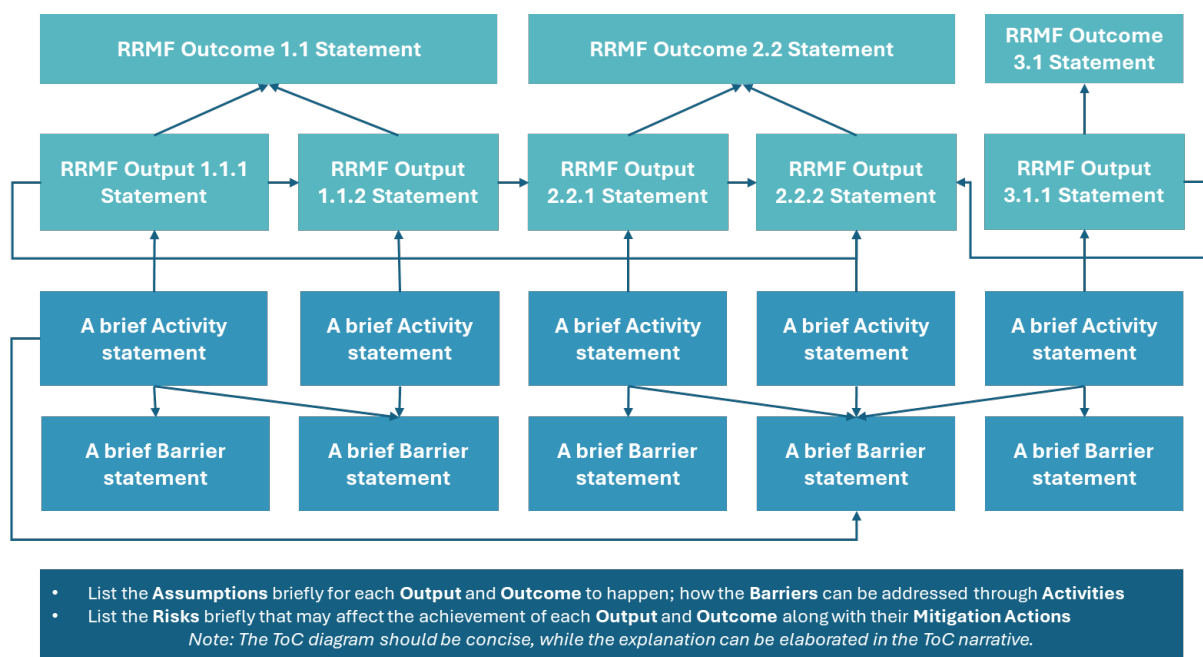 RRMF Outcome 1.1 Statement
RRMF Outcome 2.2 Statement
RRMF Outcome
3.1 Statement
RRMF Output 1.1.1
Statement
RRMF Output
1.1.2 Statement
RRMF Output
2.2.1 Statement
RRMF Output
2.2.2 Statement
RRMF Output
3.1.1 Statement
A brief Activity
statement
A brief Activity
statement
A brief Activity
statement
A brief Activity
statement
A brief Activity
statement
A brief Barrier
statement
A brief Barrier
statement
A brief Barrier
statement
A brief Barrier
statement
A brief Barrier
statement
• List the Assumptions briefly for each Output and Outcome to happen; how the Barriers can be addressed through Activities
• List the Risks briefly that may affect the achievement of each Output and Outcome along with their Mitigation Actions
Note: The ToC diagram should be concise, while the explanation can be elaborated in the ToC narrative.